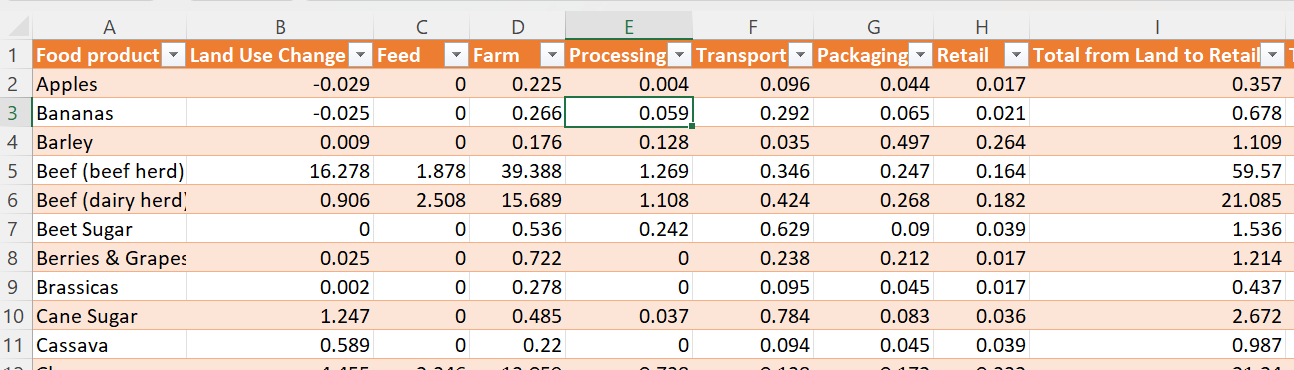 A B C D E F G H I
1 Food product Land Use Change Feed Farm Processing Transport Packaging Retail Total from Land to Retail
2 Apples -0.029 0 0.225 0.004 0.096 0.044 0.017 0.357
3 Bananas -0.025 0 0.266 0.059 0.292 0.065 0.021 0.678
4 Barley 0.009 0 0.176 0.128 0.035 0.497 0.264 1.109
5 Beef (beef herd) 16.278 1.878 39.388 1.269 0.346 0.247 0.164 59.57
6 Beef (dairy herd) 0.906 2.508 15.689 1.108 0.424 0.268 0.182 21.085
7 Beet Sugar 0 0 0.536 0.242 0.629 0.09 0.039 1.536
8 Berries & Grapes 0.025 0 0.722 0 0.238 0.212 0.017 1.214
9 Brassicas 0.002 0 0.278 0 0.095 0.045 0.017 0.437
10 Cane Sugar 1.247 0 0.485 0.037 0.784 0.083 0.036 2.672
11 Cassava 0.589 0 0.22 0 0.094 0.045 0.039 0.987